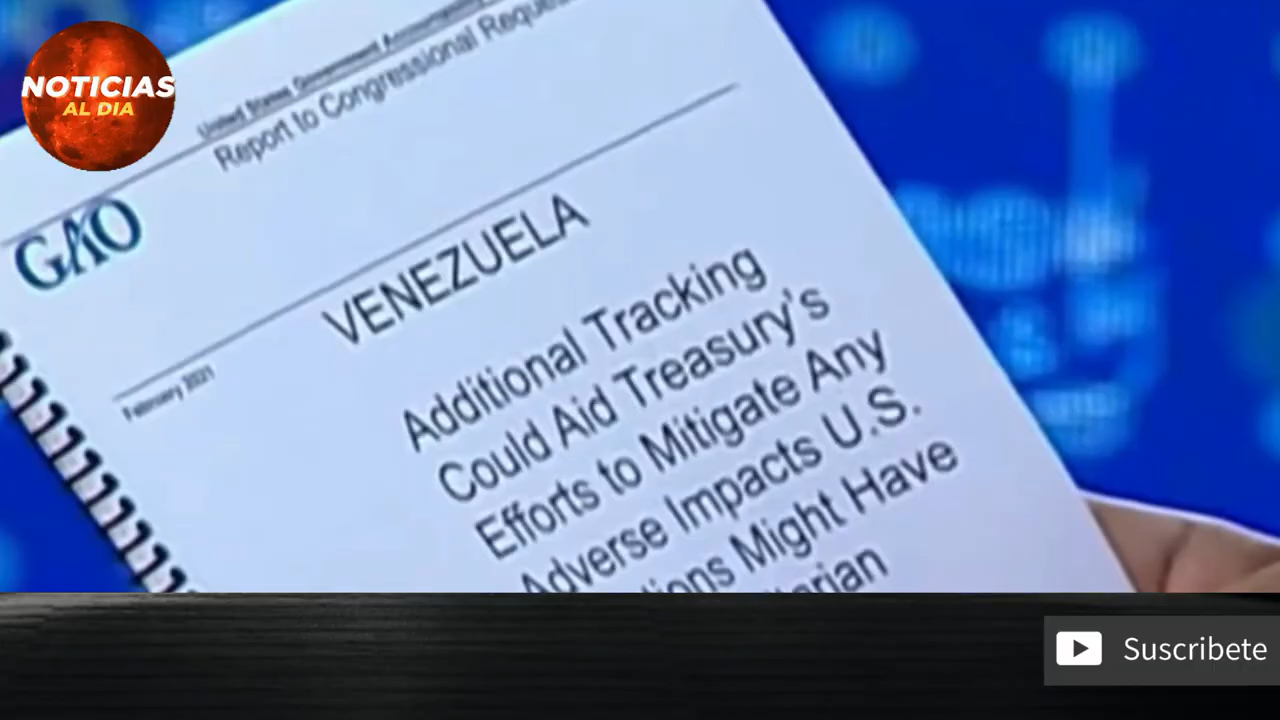 NOTICIAS
AL DIA
United States Government Accountability
Report to Congressional
GAO
February 2021
VENEZUELA
Additional Tracking
Could Aid Treasury's
Efforts to Mitigate Any
Adverse Impacts U.S.
Might Have
Suscribete